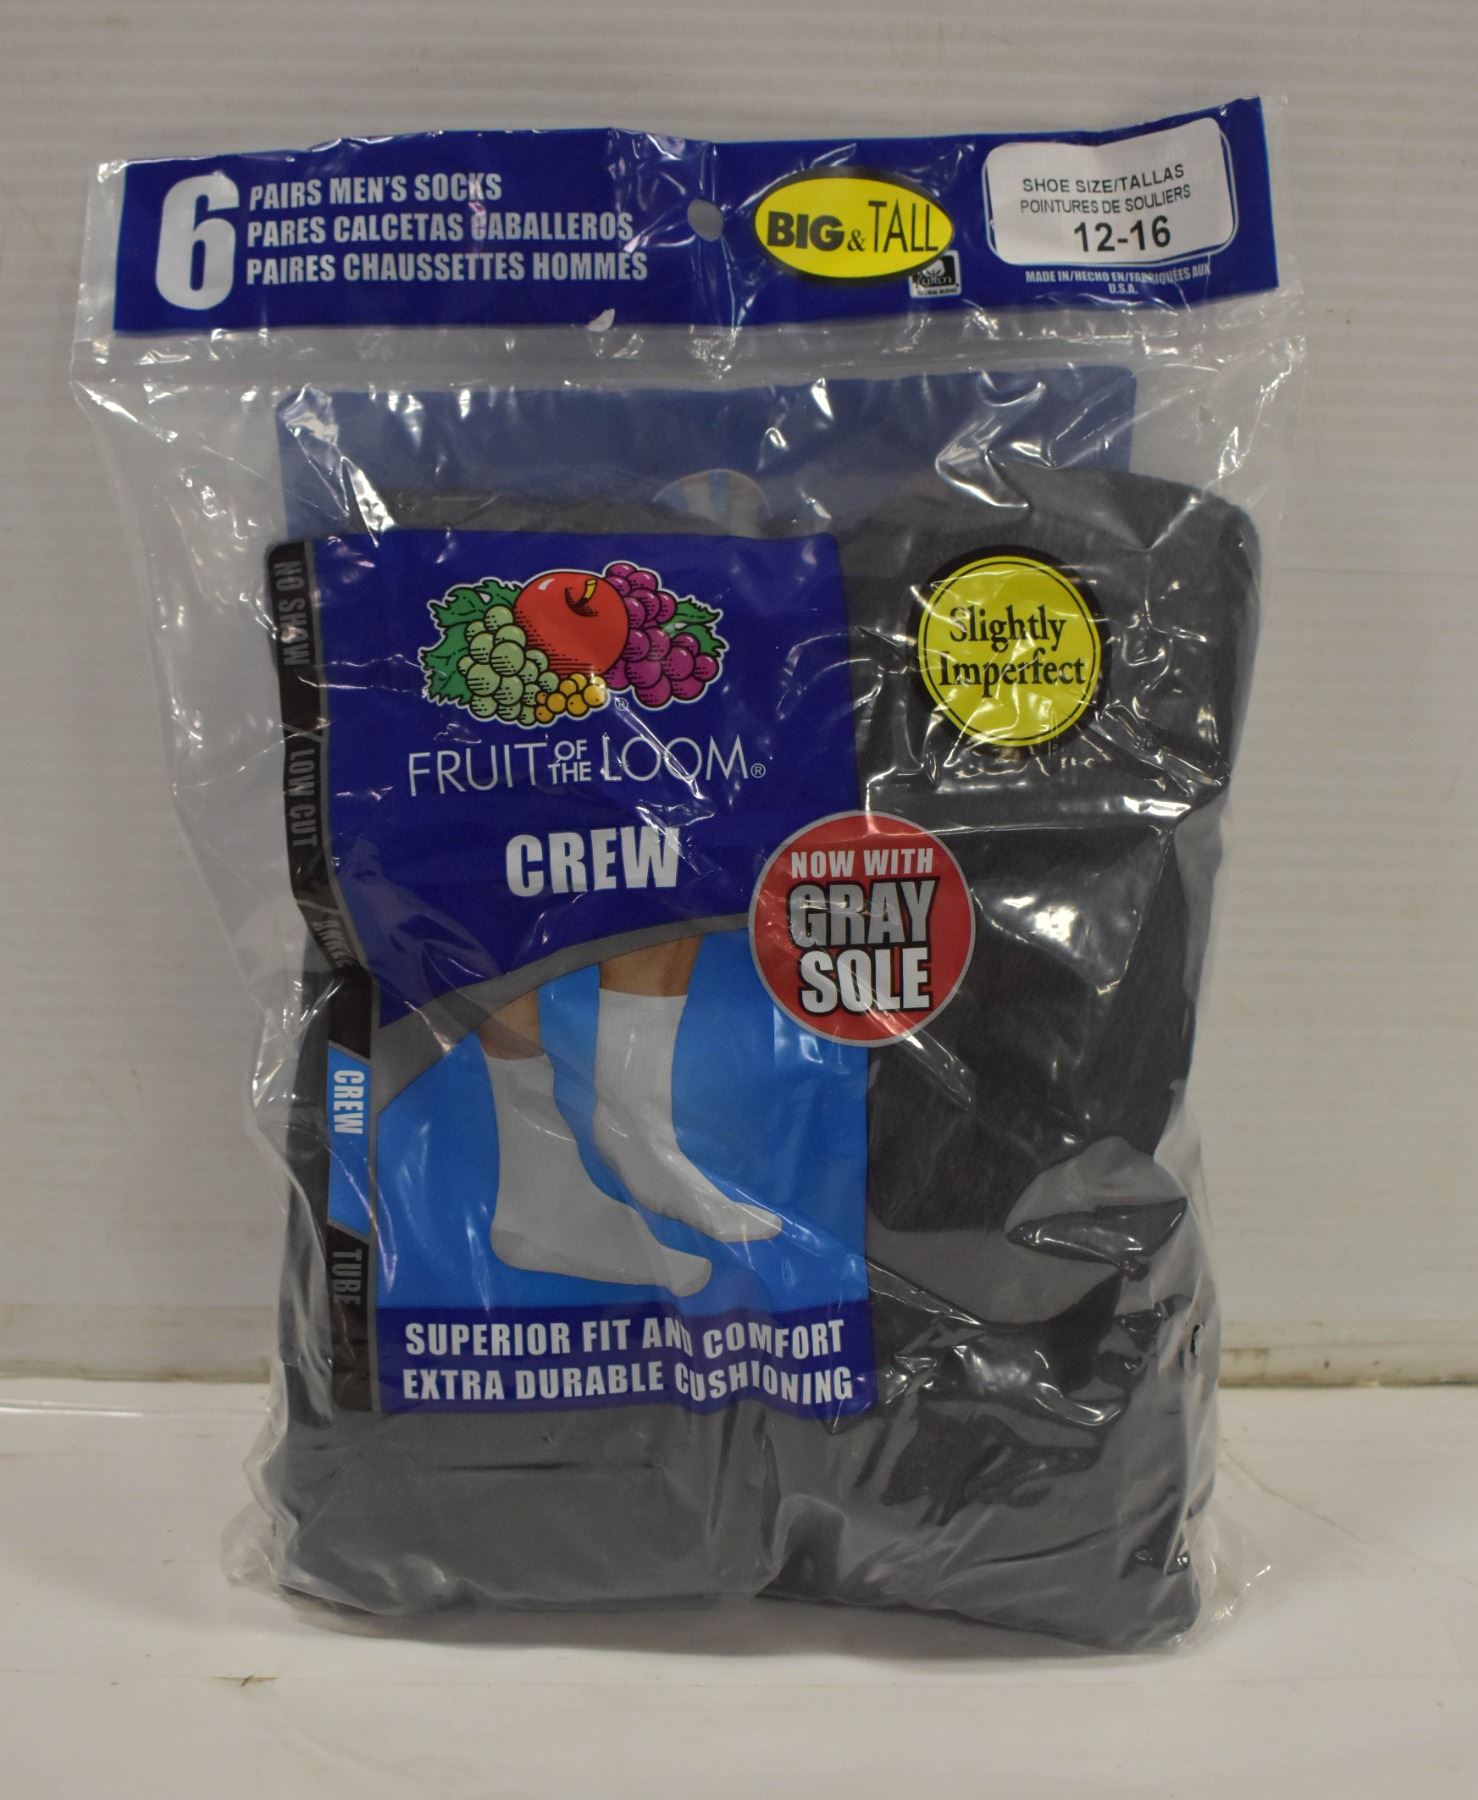 6
PAIRS MEN'S SOCKS
PARES CALCETAS CABALLEROS
PAIRES CHAUSSETTES HOMMES
BIG & TALL
SHOE SIZE/TALLAS
POINTURES DE SOULIERS
12-16
MADE IN/HECHO EN/FABRIQUÉES AUX
U.S.A.
NO SHOW
LOW CUT
CREW
TUBE
FRUIT OF THE LOOM®
CREW
Slightly
Imperfect
NOW WITH
GRAY
SOLE
SUPERIOR FIT AND COMFORT
EXTRA DURABLE CUSHIONING